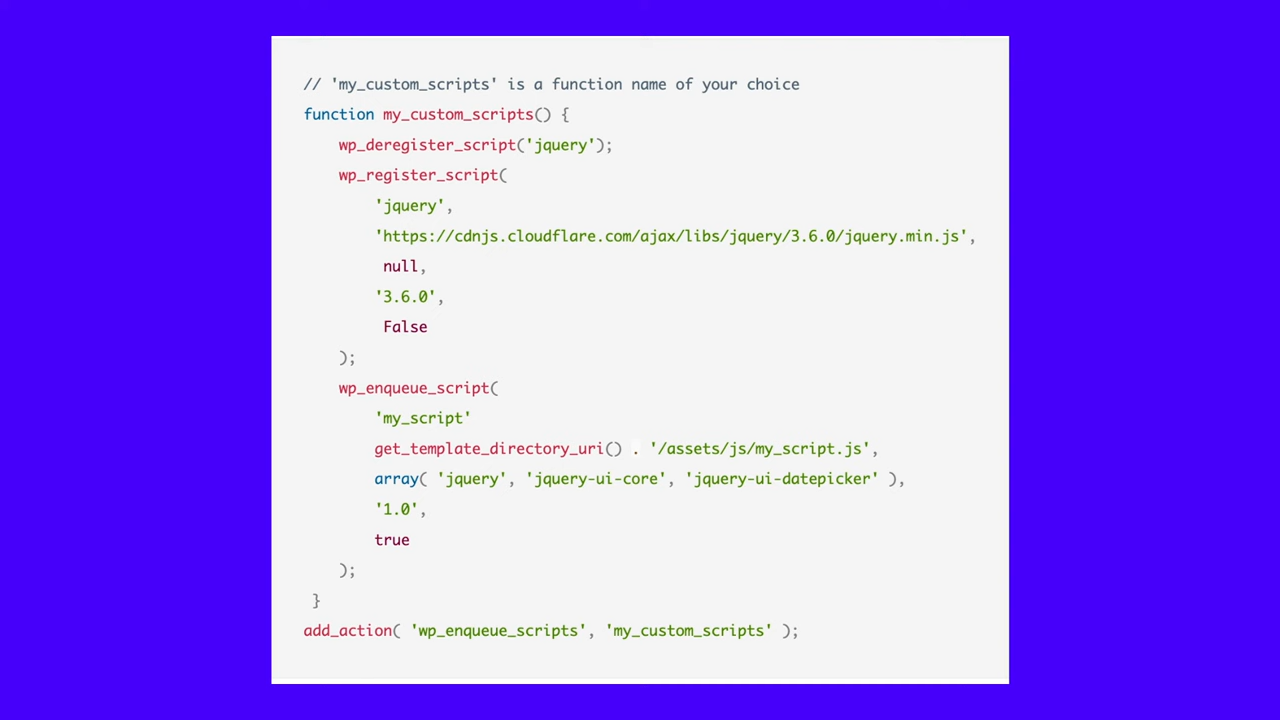 // 'my_custom_scripts' is a function name of your choice
function my_custom_scripts() {
wp_deregister_script('jquery');
wp_register_script(
'jquery',
'https://cdnjs.cloudflare.com/ajax/libs/jquery/3.6.0/jquery.min.js',
null,
'3.6.0',
False
);
wp_enqueue_script(
'my_script'
get_template_directory_uri() . '/assets/js/my_script.js',
array( 'jquery', 'jquery-ui-core', 'jquery-ui-datepicker' ),
'1.0',
true
);
}
add_action( 'wp_enqueue_scripts', 'my_custom_scripts' );